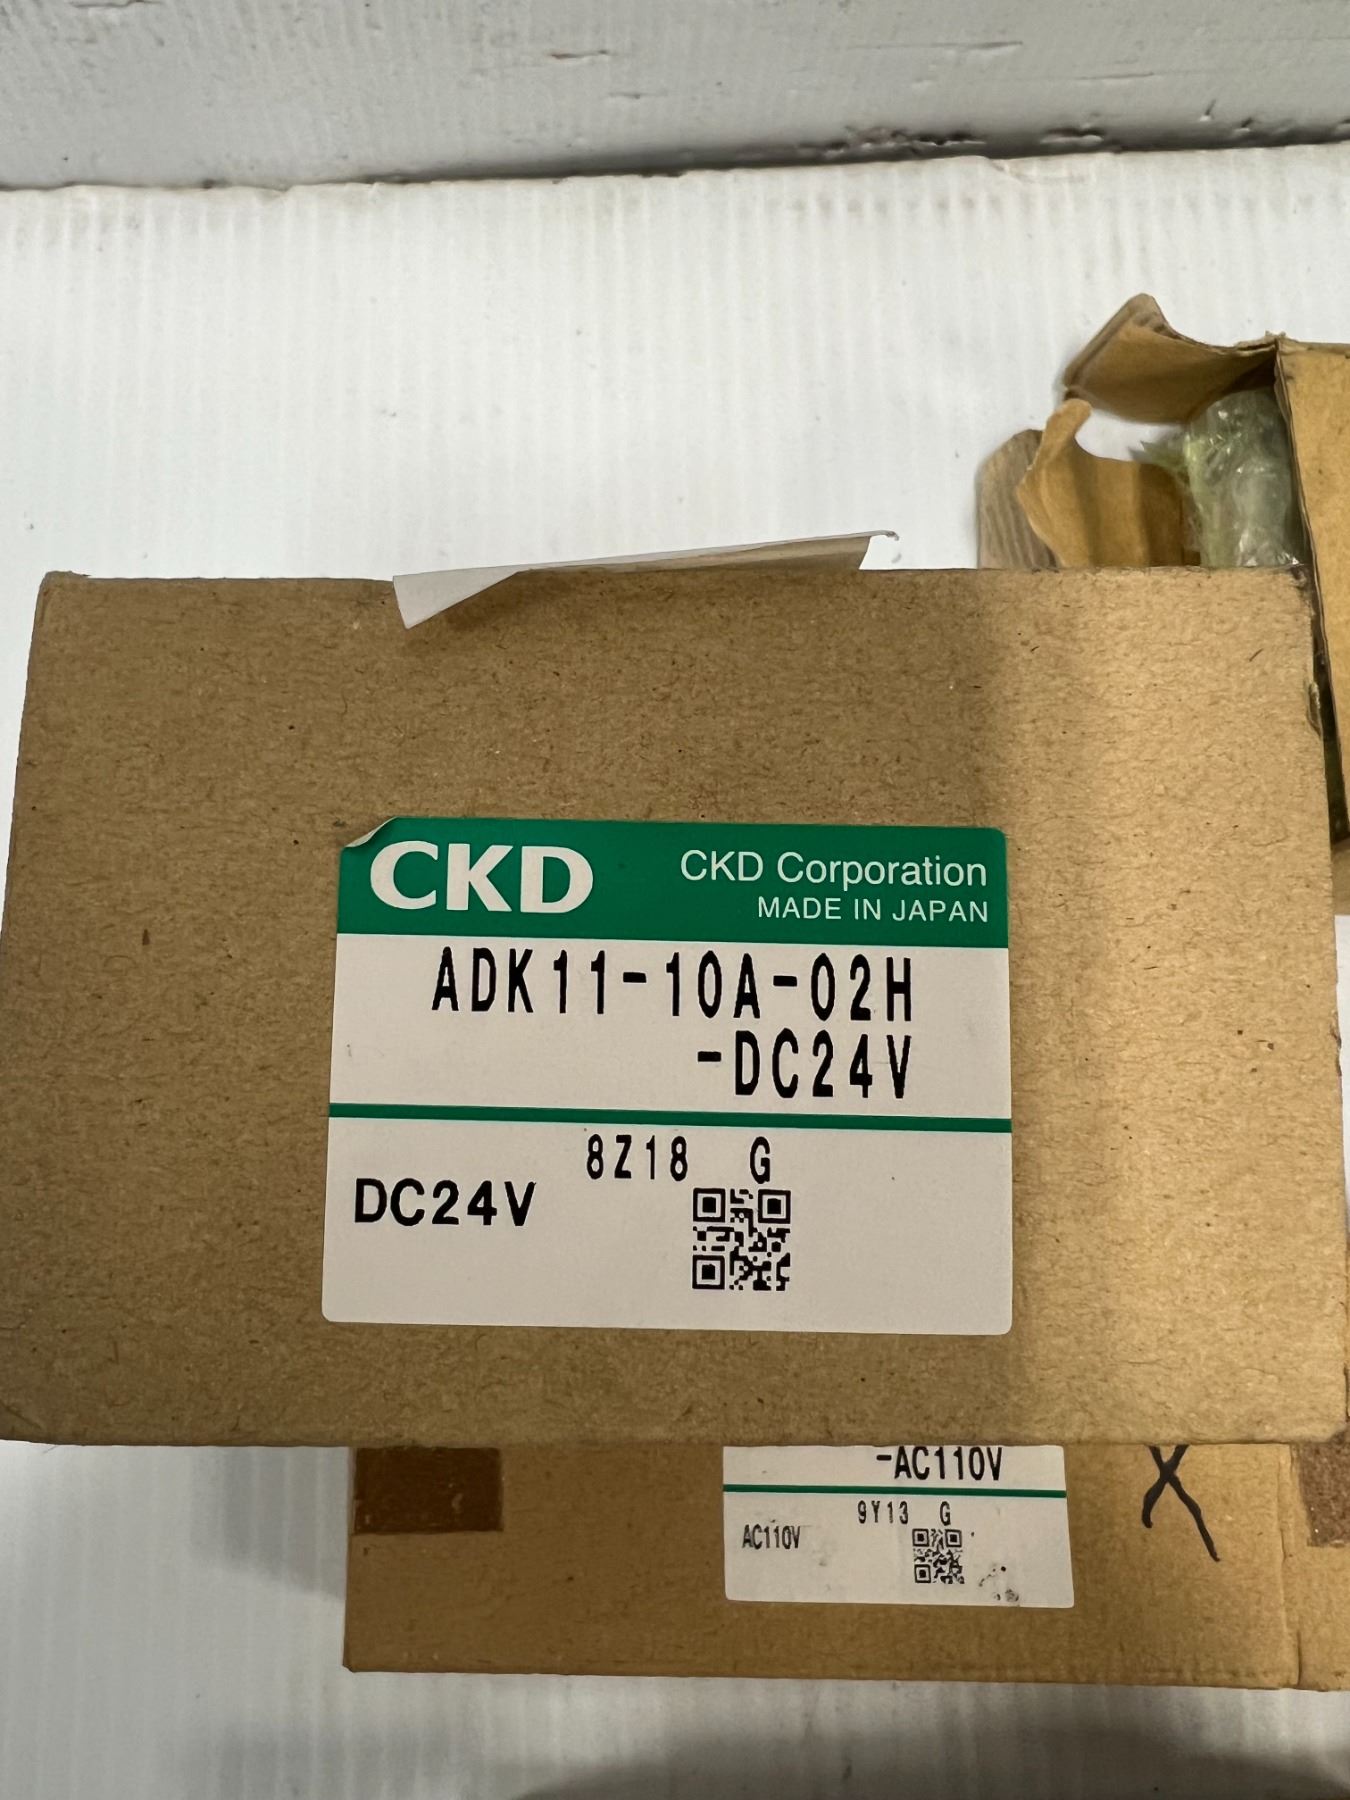 CKD
CKD Corporation
MADE IN JAPAN
ADK11-10A-02H
-DC24V
8Z18 G
DC24V
-AC110V
9Y13 G
AC110V
X